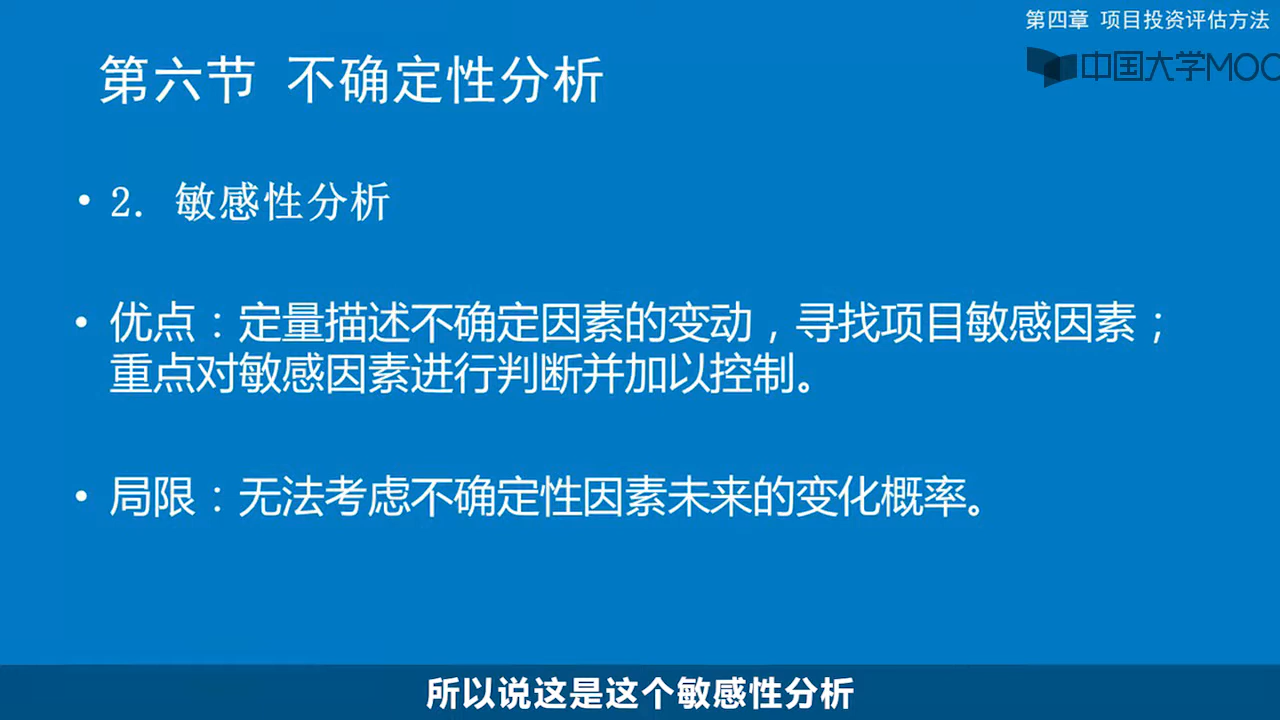 第四章 项目投资评估方法
中国大学MOO
第六节 不确定性分析
• 2. 敏感性分析
• 优点：定量描述不确定因素的变动，寻找项目敏感因素；
重点对敏感因素进行判断并加以控制。
• 局限：无法考虑不确定性因素未来的变化概率。
所以说这是这个敏感性分析